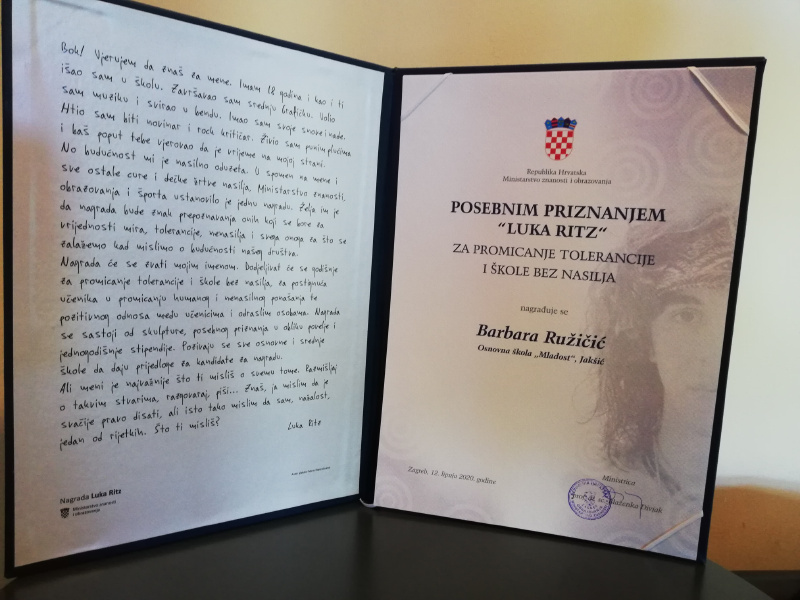 Bok! Vjerujem da znaš za mene. Imam 18 godina i kao i ti
išao sam u školu. Završavao sam srednju Grafičku. Volio
sam muziku i svirao u bendu. Imao sam svoje snove i nade.
Htio sam biti novinar i rock kritičar. Živio sam punim plućima
i baš poput tebe vjerovao da je vrijeme na mojoj strani.
No budućnost mi je nasilno oduzeta. U spomen na mene i
sve ostale cure i dečke žrtve nasilja, Ministarstvo znanosti,
obrazovanja i športa ustanovilo je jednu nagradu. Želja im je
da nagrada bude znak prepoznavanja onih koji se bore za
vrijednosti mira, tolerancije, nenasilja i svega onoga za što se
zalažemo kad mislimo o budućnosti našeg društva.
Nagrada će se zvati mojim imenom. Dodjeljivat će se godišnje
za promicanje tolerancije i škole bez nasilja, za postignuća
učenika u promicanju humanog i nenasilnog ponašanja te
pozitivnog odnosa među učenicima i odraslim osobama. Nagrada
se sastoji od skulpture, posebnog priznanja u obliku povelje i
jednogodišnje stipendije. Pozivaju se sve osnovne i srednje
škole da daju prijedloge za kandidate za nagradu.
Ali meni je najvažnije što ti misliš o svemu tome. Razmišljaj
o takvim stvarima, razgovaraj, piši... Znaš, ja mislim da je
svačije pravo disati, ali isto tako mislim da sam, nažalost,
jedan od rijetkih. Što ti misliš?
Luka Ritz
Nagrada Luka Ritz
Ministarstvo znanosti
i obrazovanja
Republika Hrvatska
Ministarstvo znanosti i obrazovanja
POSEBNIM PRIZNANJEM
"LUKA RITZ"
ZA PROMICANJE TOLERANCIJE
I ŠKOLE BEZ NASILJA
nagrađuje se
Barbara Ružičić
Osnovna škola „Mladost“, Jakšić
Zagreb, 12. lipnja 2020. godine
Ministrica
prof. dr. sc. Blaženka Divjak